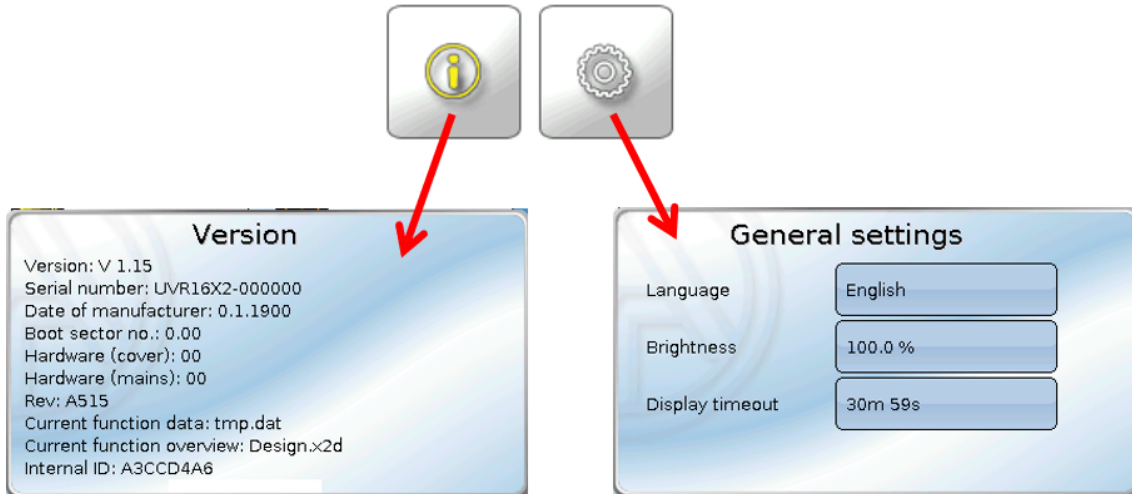 Version
Version: V 1.15
Serial number: UVR16X2-000000
Date of manufacturer: 0.1.1900
Boot sector no.: 0.00
Hardware (cover): 00
Hardware (mains): 00
Rev: A515
Current function data: tmp.dat
Current function overview: Design.x2d
Internal ID: A3CCD4A6
General settings
Language English
Brightness 100.0 %
Display timeout 30m 59s